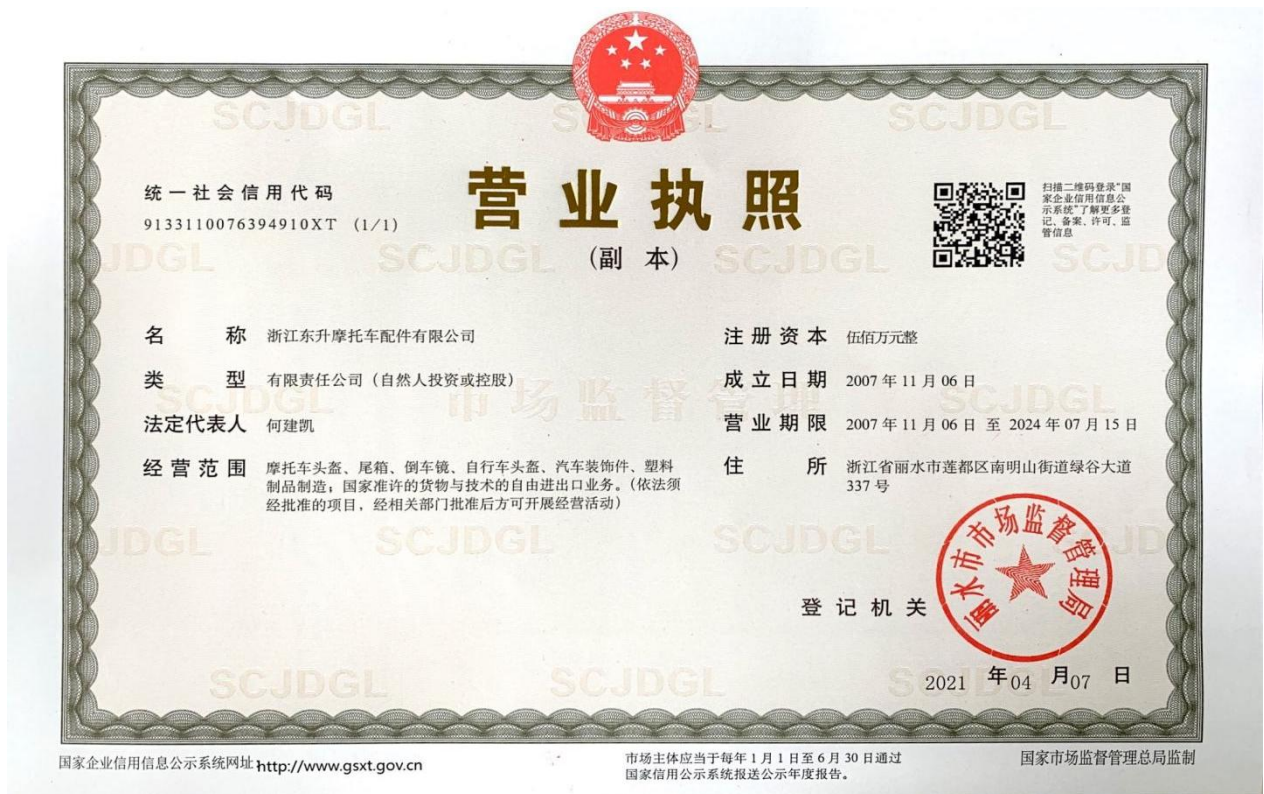 统一社会信用代码
9133110076394910XT (1/1)
营业执照
(副 本)
扫描二维码登录"国
家企业信用信息公
示系统"了解更多登
记、备案、许可、监
管信息
名 称 浙江东升摩托车配件有限公司
类 型 有限责任公司（自然人投资或控股）
法定代表人 何建凯
经营范围 摩托车头盔、尾箱、倒车镜、自行车头盔、汽车装饰件、塑料
制品制造；国家准许的货物与技术的自由进出口业务。（依法须
经批准的项目，经相关部门批准后方可开展经营活动）
注册资本 伍佰万元整
成立日期 2007年11月06日
营业期限 2007年11月06日 至 2024年07月15日
住 所 浙江省丽水市莲都区南明山街道绿谷大道
337号
登记机关
丽水市市场监督管理局
2021 年04 月07 日
国家企业信用信息公示系统网址:http://www.gsxt.gov.cn
市场主体应当于每年1月1日至6月30日通过
国家信用公示系统报送公示年度报告。
国家市场监督管理总局监制
SCJDGL
市场监督管理